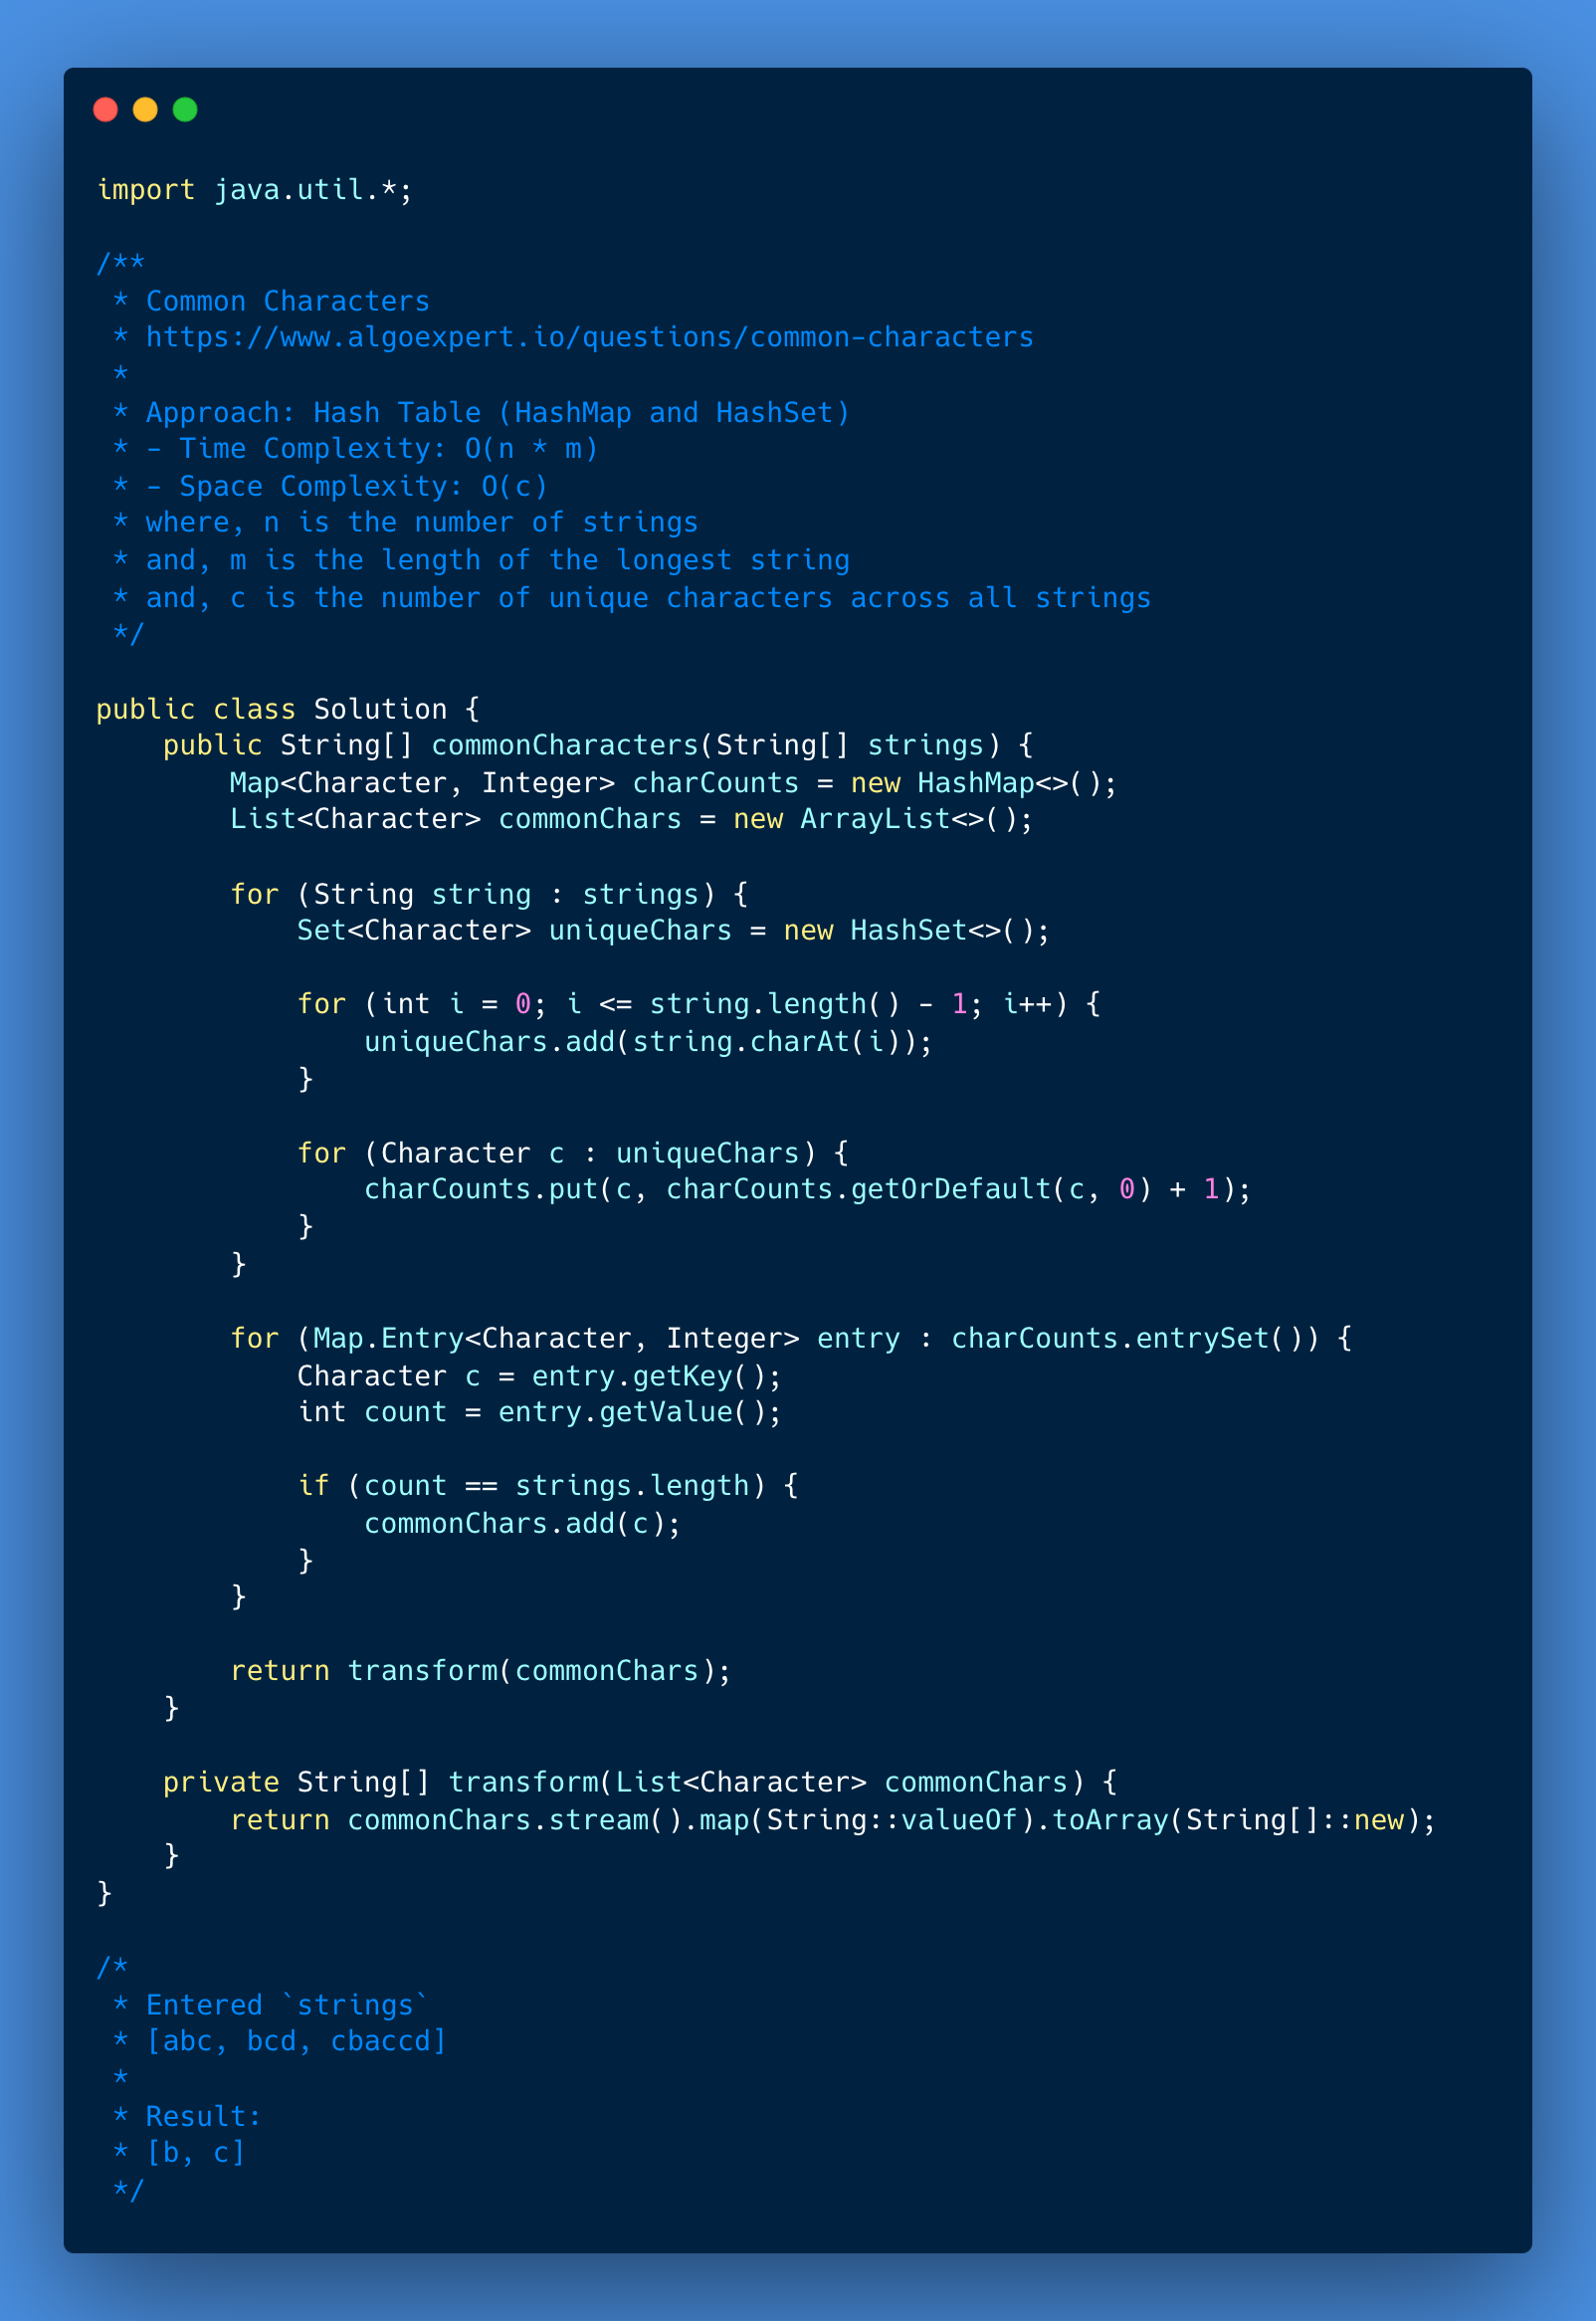 import java.util.*;

/**
 * Common Characters
 * https://www.algoexpert.io/questions/common-characters
 *
 * Approach: Hash Table (HashMap and HashSet)
 * - Time Complexity: O(n * m)
 * - Space Complexity: O(c)
 * where, n is the number of strings
 * and, m is the length of the longest string
 * and, c is the number of unique characters across all strings
 */

public class Solution {
    public String[] commonCharacters(String[] strings) {
        Map<Character, Integer> charCounts = new HashMap<>();
        List<Character> commonChars = new ArrayList<>();

        for (String string : strings) {
            Set<Character> uniqueChars = new HashSet<>();

            for (int i = 0; i <= string.length() - 1; i++) {
                uniqueChars.add(string.charAt(i));
            }

            for (Character c : uniqueChars) {
                charCounts.put(c, charCounts.getOrDefault(c, 0) + 1);
            }
        }

        for (Map.Entry<Character, Integer> entry : charCounts.entrySet()) {
            Character c = entry.getKey();
            int count = entry.getValue();

            if (count == strings.length) {
                commonChars.add(c);
            }
        }

        return transform(commonChars);
    }

    private String[] transform(List<Character> commonChars) {
        return commonChars.stream().map(String::valueOf).toArray(String[]::new);
    }
}

/*
 * Entered `strings`
 * [abc, bcd, cbaccd]
 *
 * Result:
 * [b, c]
 */